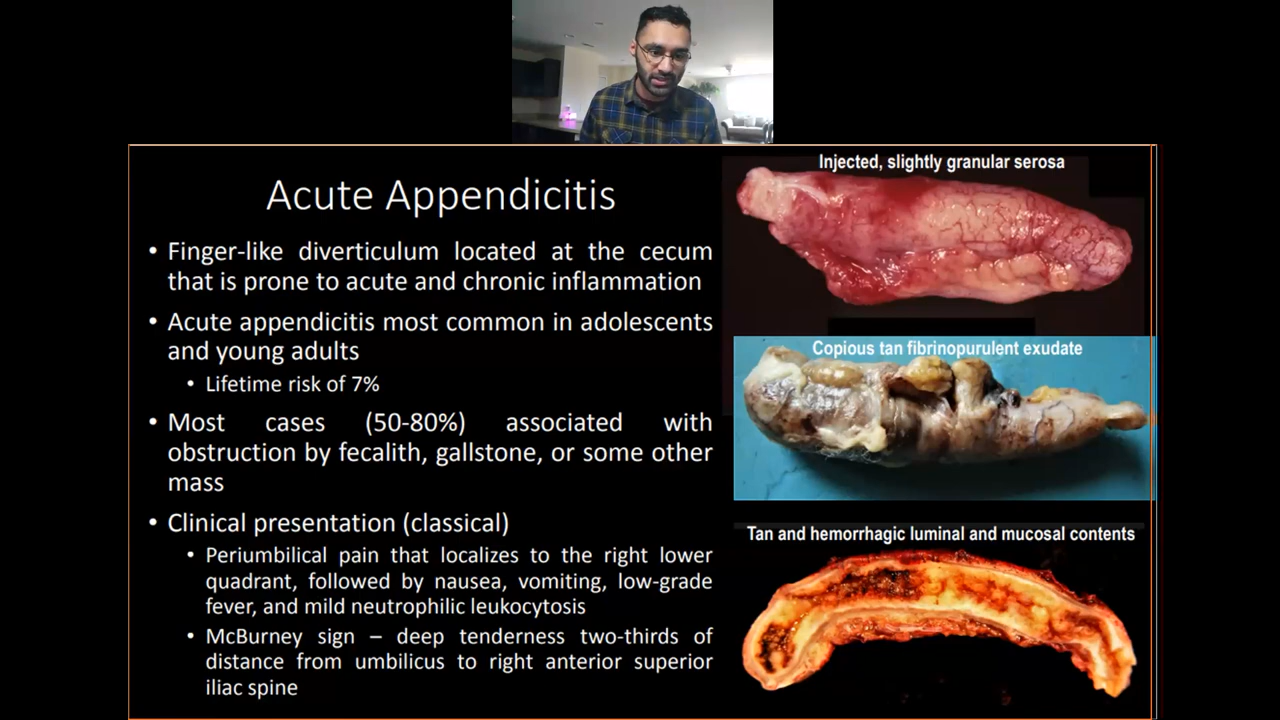 Acute Appendicitis
• Finger-like diverticulum located at the cecum
that is prone to acute and chronic inflammation
• Acute appendicitis most common in adolescents
and young adults
• Lifetime risk of 7%
• Most cases (50-80%) associated with
obstruction by fecalith, gallstone, or some other
mass
• Clinical presentation (classical)
• Periumbilical pain that localizes to the right lower
quadrant, followed by nausea, vomiting, low-grade
fever, and mild neutrophilic leukocytosis
• McBurney sign – deep tenderness two-thirds of
distance from umbilicus to right anterior superior
iliac spine
Injected, slightly granular serosa
Copious tan fibrinopurulent exudate
Tan and hemorrhagic luminal and mucosal contents